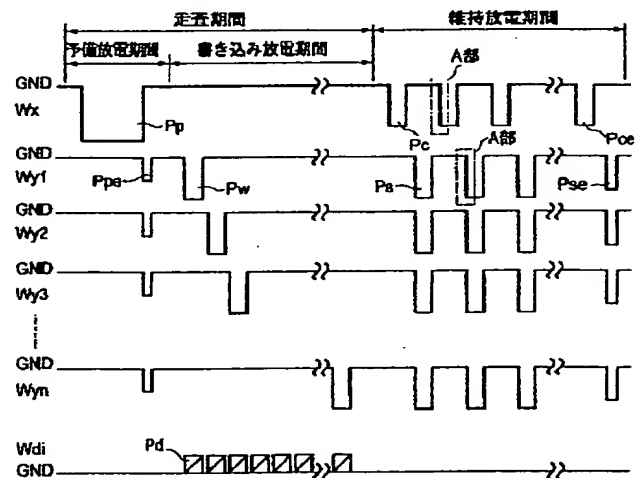 走査期間 維持放電期間
予備放電期間 書き込み放電期間
A部
GND
Wx
Pp Pc Pce
A部
GND
Wy1
Ppe Pw Ps Pse
GND
Wy2
GND
Wy3
GND
Wyn
Wdi Pd
GND